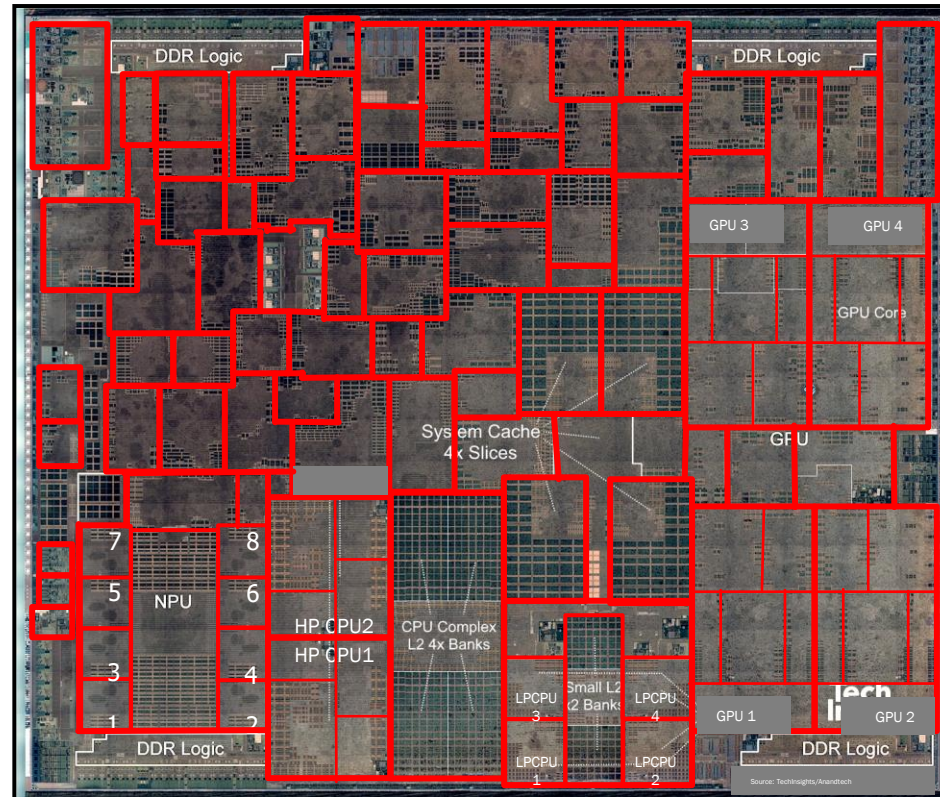 DDR Logic
DDR Logic
GPU 3
GPU 4
GPU Core
System Cache
4x Slices
GPU
7
8
5
NPU
6
HP CPU2
CPU Complex
L2 4x Banks
HP CPU1
3
4
LPCPU
3
Small L2
x2 Banks
LPCPU
4
1
2
GPU 1
GPU 2
DDR Logic
DDR Logic
LPCPU
1
LPCPU
2
Source: TechInsights/Anandtech